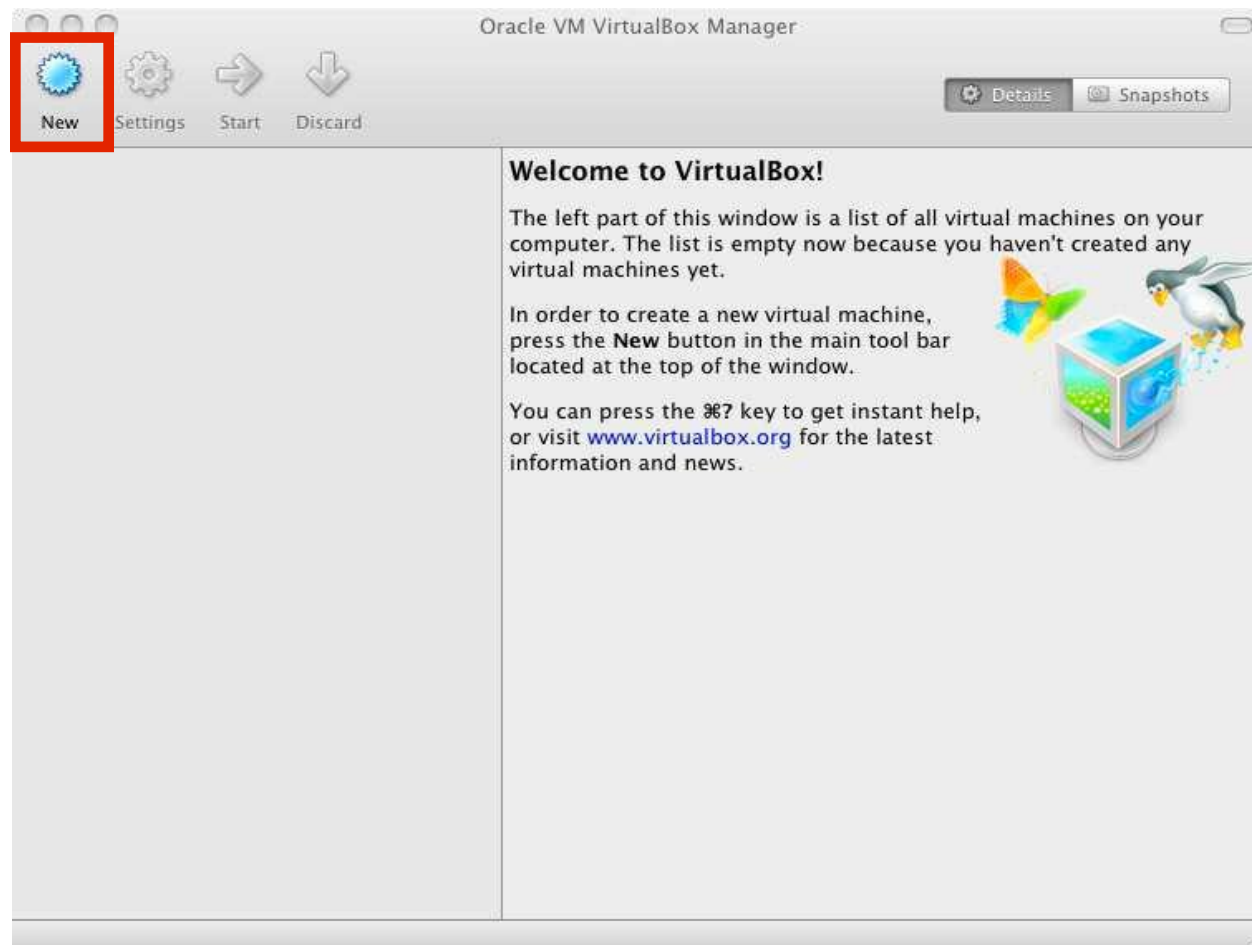 Oracle VM VirtualBox Manager
New Settings Start Discard
Details Snapshots
Welcome to VirtualBox!
The left part of this window is a list of all virtual machines on your
computer. The list is empty now because you haven't created any
virtual machines yet.
In order to create a new virtual machine,
press the New button in the main tool bar
located at the top of the window.
You can press the ⌘? key to get instant help,
or visit www.virtualbox.org for the latest
information and news.